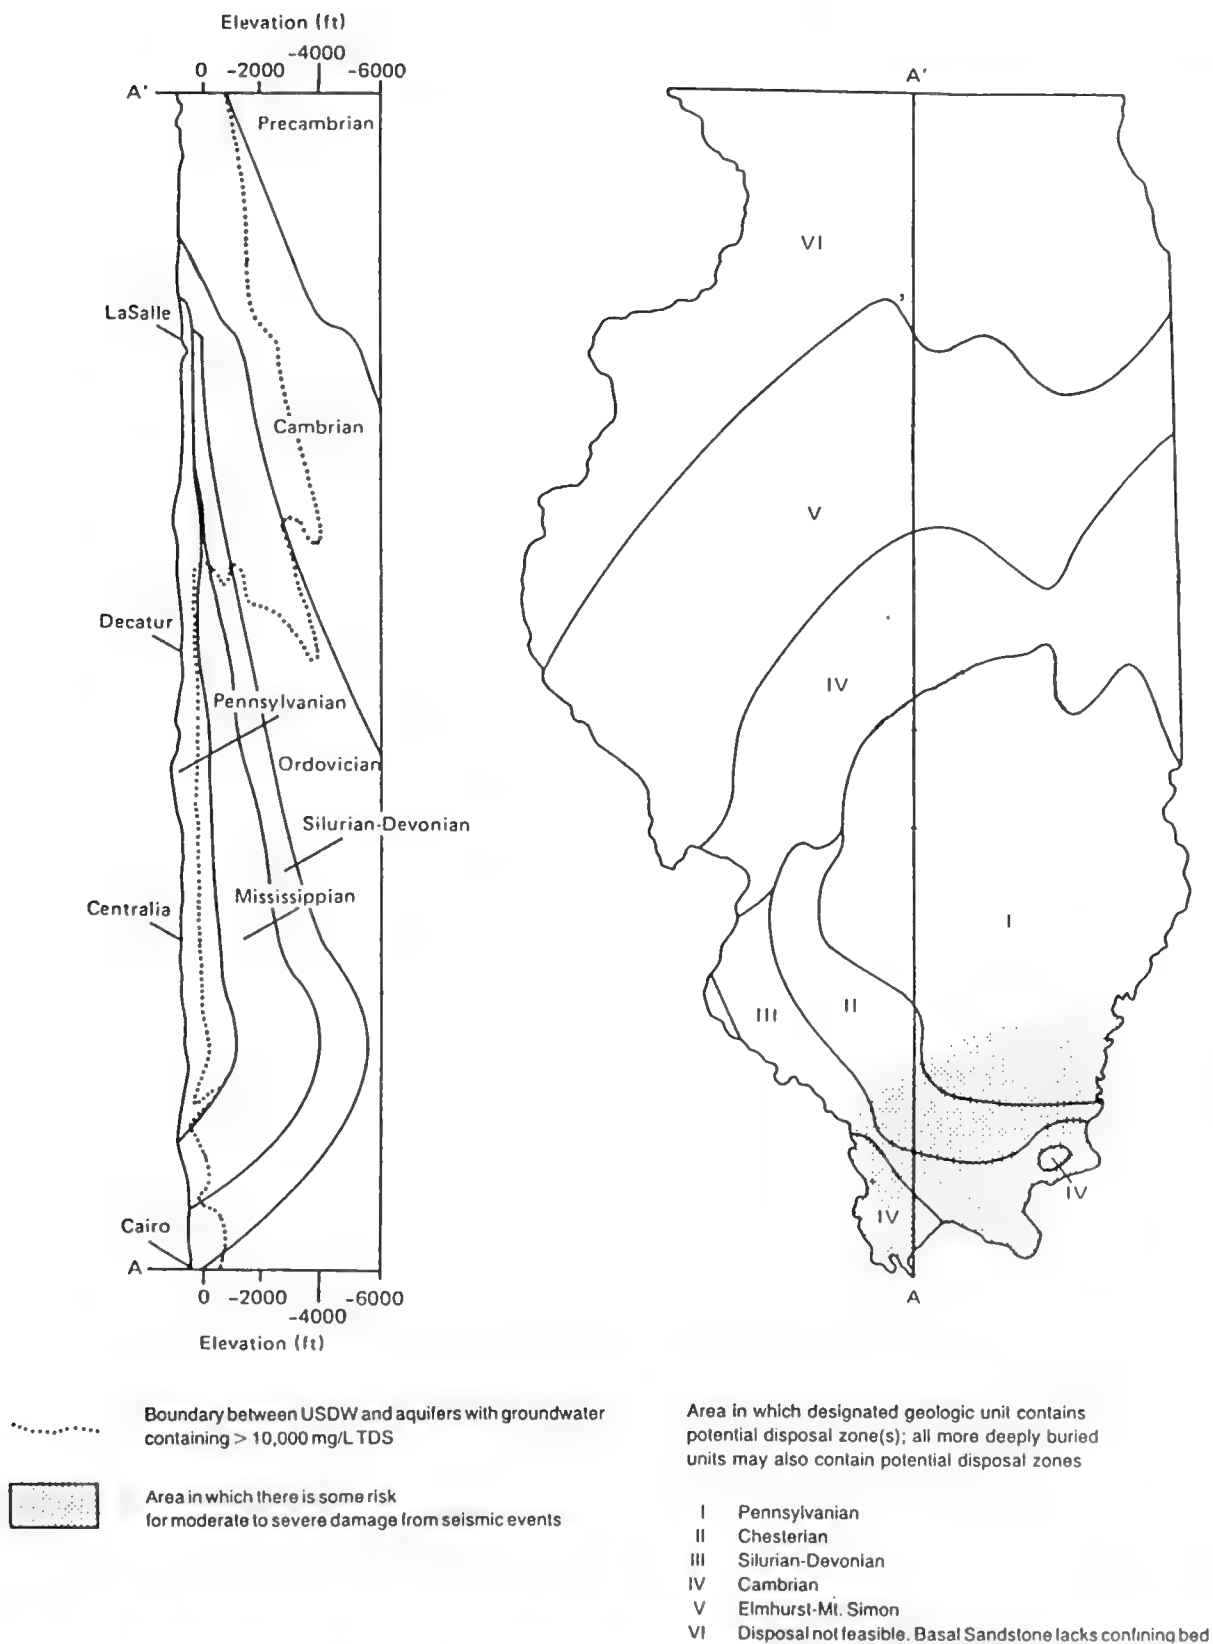 Elevation (ft)
-4000
0 -2000 -6000
A'
Precambrian
LaSalle
Cambrian
Decatur
Pennsylvanian
Ordovician
Silurian-Devonian
Mississippian
Centralia
Cairo
A
0 -2000 -6000
-4000
Elevation (ft)
A'
VI
V
IV
I
II
III
IV
IV
A
Boundary between USDW and aquifers with groundwater
containing > 10,000 mg/L TDS
Area in which there is some risk
for moderate to severe damage from seismic events
Area in which designated geologic unit contains
potential disposal zone(s); all more deeply buried
units may also contain potential disposal zones
I Pennsylvanian
II Chesterian
III Silurian-Devonian
IV Cambrian
V Elmhurst-Mt. Simon
VI Disposal not feasible. Basal Sandstone lacks confining bed